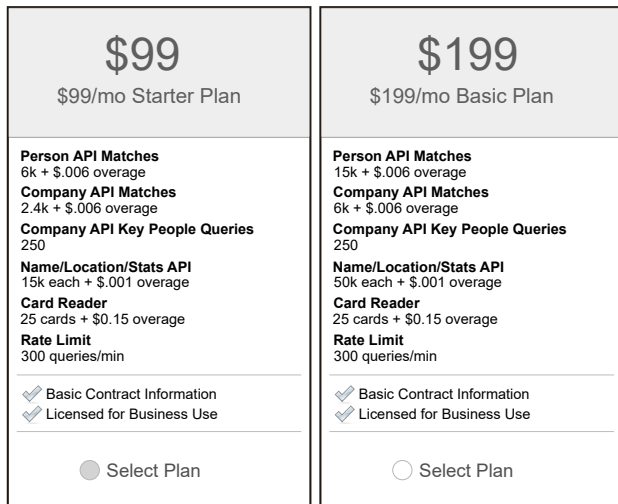 $99
$99/mo Starter Plan
Person API Matches
6k + $.006 overage
Company API Matches
2.4k + $.006 overage
Company API Key People Queries
250
Name/Location/Stats API
15k each + $.001 overage
Card Reader
25 cards + $0.15 overage
Rate Limit
300 queries/min
Basic Contract Information
Licensed for Business Use
Select Plan
$199
$199/mo Basic Plan
Person API Matches
15k + $.006 overage
Company API Matches
6k + $.006 overage
Company API Key People Queries
250
Name/Location/Stats API
50k each + $.001 overage
Card Reader
25 cards + $0.15 overage
Rate Limit
300 queries/min
Basic Contract Information
Licensed for Business Use
Select Plan